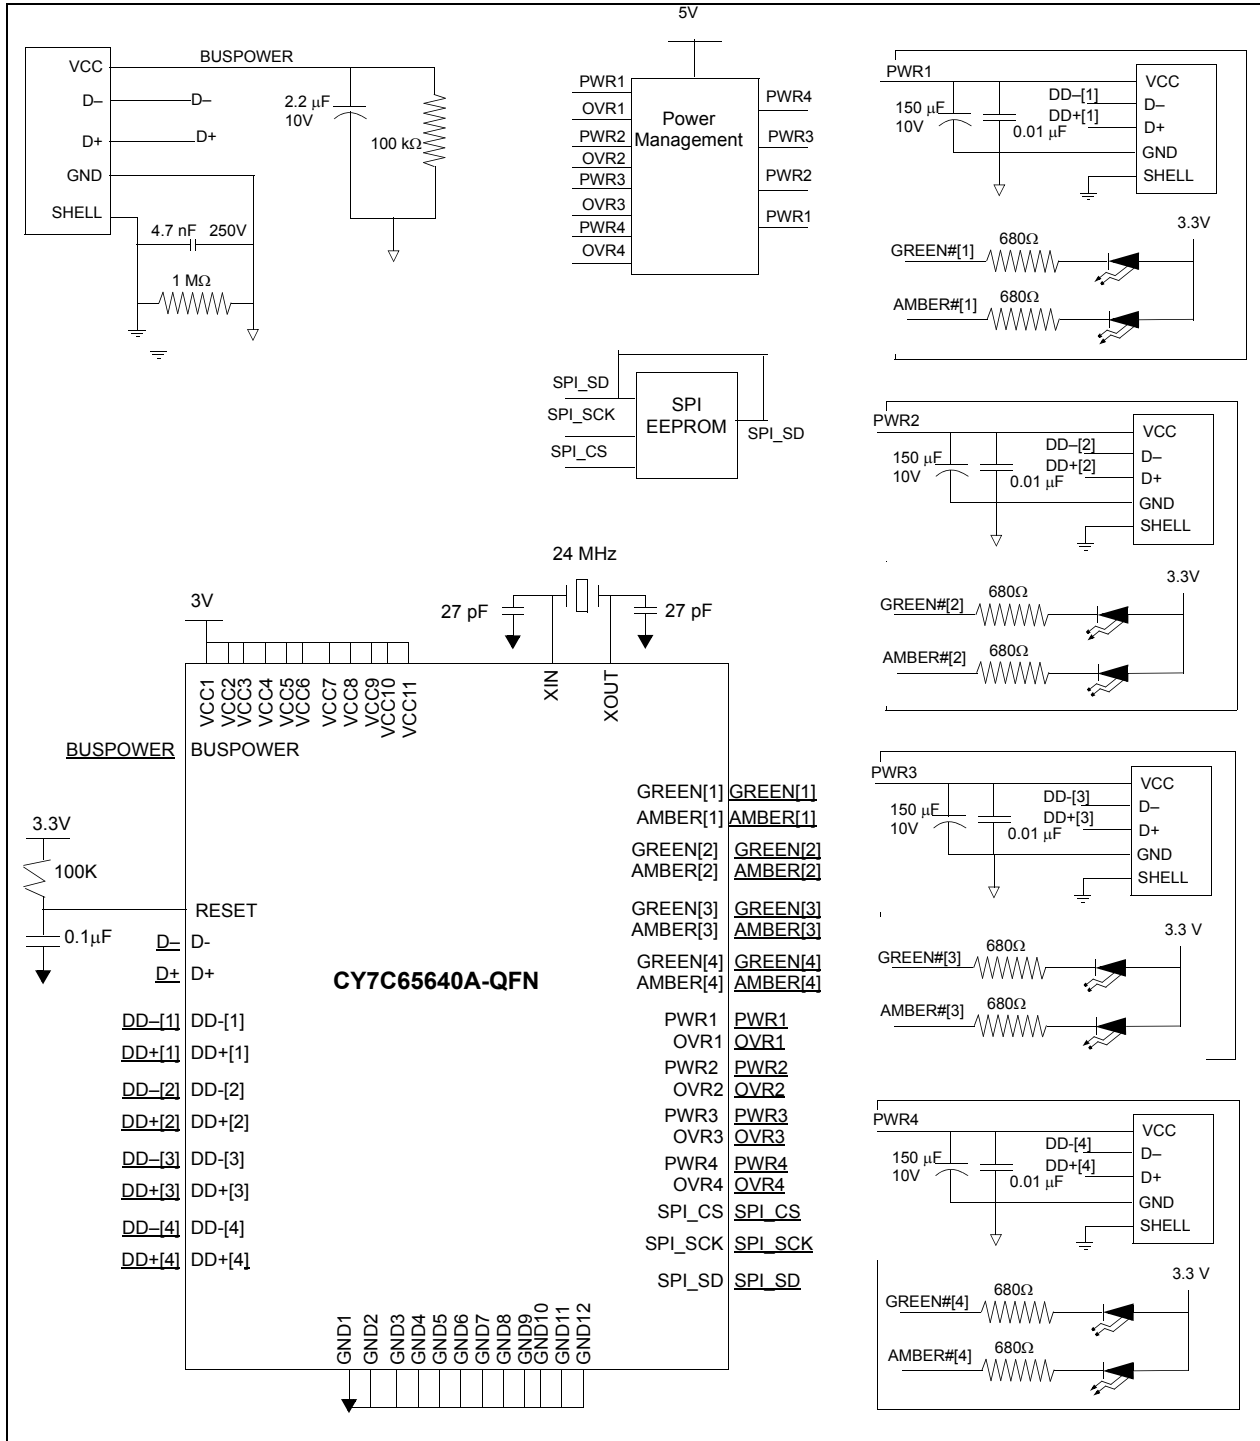 BUSPOWER
VCC
D–
D–
D+
D+
GND
SHELL
2.2 μF
10V
100 kΩ
4.7 nF 250V
1 MΩ
5V
PWR1
OVR1
PWR2
OVR2
PWR3
OVR3
PWR4
OVR4
Power
Management
PWR4
PWR3
PWR2
PWR1
SPI_SD
SPI_SCK
SPI_CS
SPI
EEPROM
SPI_SD
PWR1
150 μF
10V
0.01 μF
DD–[1]
DD+[1]
VCC
D–
D+
GND
SHELL
3.3V
GREEN#[1]
680Ω
AMBER#[1]
680Ω
PWR2
150 μF
10V
0.01 μF
DD–[2]
DD+[2]
VCC
D–
D+
GND
SHELL
3.3V
GREEN#[2]
680Ω
AMBER#[2]
680Ω
PWR3
150 μF
10V
0.01 μF
DD-[3]
DD+[3]
VCC
D–
D+
GND
SHELL
3.3 V
GREEN#[3]
680Ω
AMBER#[3]
680Ω
PWR4
150 μF
10V
0.01 μF
DD-[4]
DD+[4]
VCC
D–
D+
GND
SHELL
3.3 V
GREEN#[4]
680Ω
AMBER#[4]
680Ω
24 MHz
27 pF
27 pF
3V
VCC1
VCC2
VCC3
VCC4
VCC5
VCC6
VCC7
VCC8
VCC9
VCC10
VCC11
XIN
XOUT
BUSPOWER BUSPOWER
3.3V
100K
RESET
0.1μF
D– D-
D+ D+
DD–[1] DD-[1]
DD+[1] DD+[1]
DD–[2] DD-[2]
DD+[2] DD+[2]
DD–[3] DD-[3]
DD+[3] DD+[3]
DD–[4] DD-[4]
DD+[4] DD+[4]
CY7C65640A-QFN
GREEN[1] GREEN[1]
AMBER[1] AMBER[1]
GREEN[2] GREEN[2]
AMBER[2] AMBER[2]
GREEN[3] GREEN[3]
AMBER[3] AMBER[3]
GREEN[4] GREEN[4]
AMBER[4] AMBER[4]
PWR1 PWR1
OVR1 OVR1
PWR2 PWR2
OVR2 OVR2
PWR3 PWR3
OVR3 OVR3
PWR4 PWR4
OVR4 OVR4
SPI_CS SPI_CS
SPI_SCK SPI_SCK
SPI_SD SPI_SD
GND1
GND2
GND3
GND4
GND5
GND6
GND7
GND8
GND9
GND10
GND11
GND12